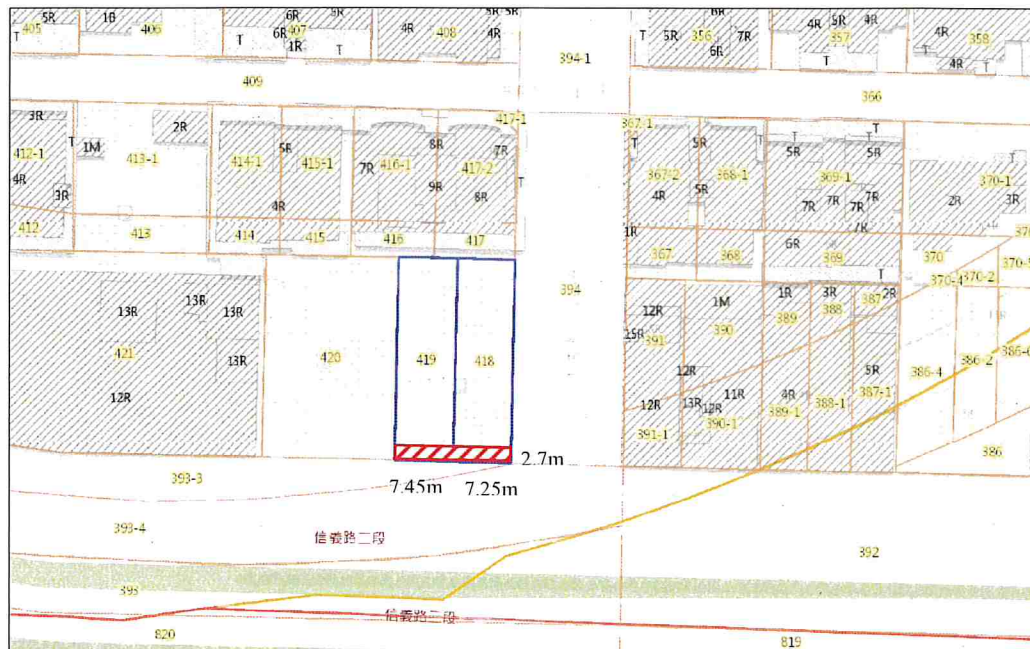 405 5R 1B 406 6R 407 5R 408 5R 5R 6R 357 5R 4R 358
T T 6R 1R T 4R 4R 394-1 T 5R 356 7R 4R 4R T
6R T 4R T
409 366
3R 2R 417-1 367-1 T T
412-1 T 1M 413-1 414-1 5R 415-1 416-1 8R 417-2 7R T T 5R 5R 5R
4R 7R 9R 8R T 367-2 368-1 369-1 370-1
3R 4R 4R 5R 7R 7R 7R 7R 2R 3R
412 413 414 415 416 417 1R 367 368 6R 369 7R 370
T 370-4 370-2 370-5
13R 13R 13R 394 12R 1M 1R 3R 387 2R
421 420 419 418 15R 391 390 389 388 386-4 386-2
13R 12R 11R 4R 5R
12R 12R 13R 12R 389-1 388-1 387-1
391-1 390-1 386
2.7m
393-3 7.45m 7.25m
393-4 信義路二段 392
393
信義路二段
820 819